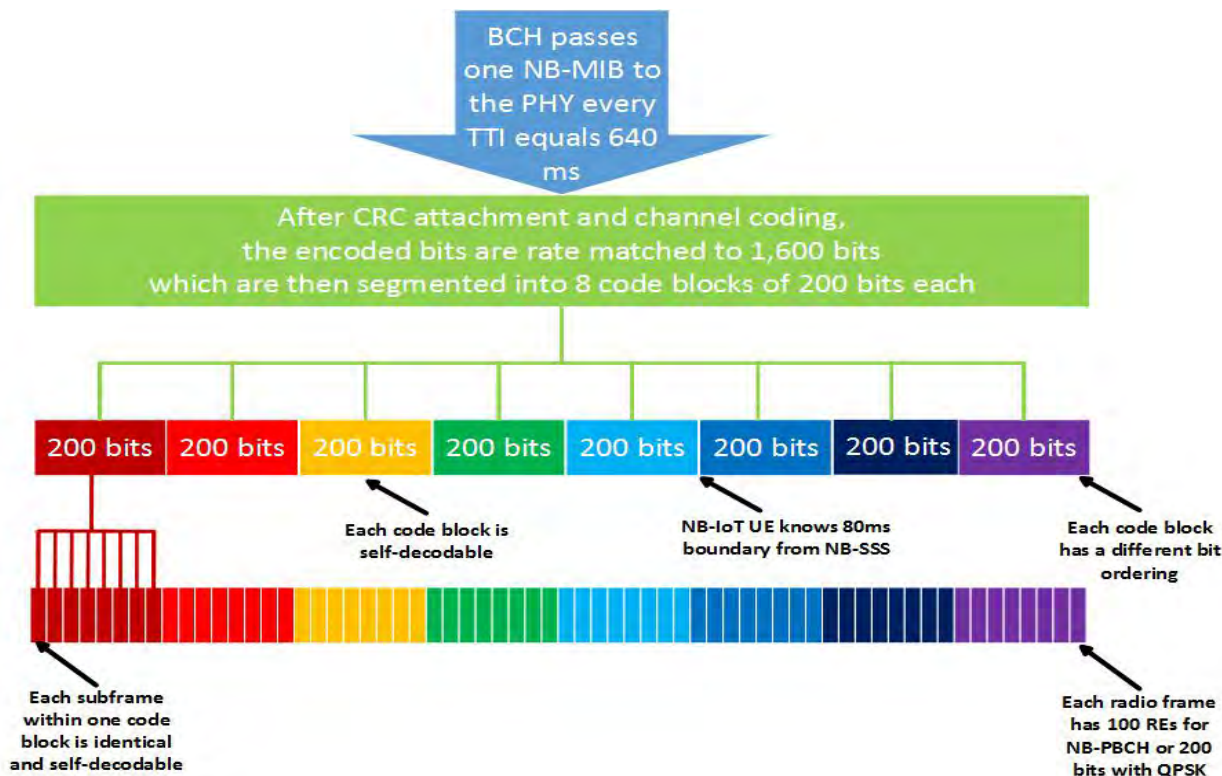 BCH passes
one NB-MIB to
the PHY every
TTI equals 640
ms
After CRC attachment and channel coding,
the encoded bits are rate matched to 1,600 bits
which are then segmented into 8 code blocks of 200 bits each
200 bits 200 bits 200 bits 200 bits 200 bits 200 bits 200 bits 200 bits
Each code block is
self-decodable
NB-IoT UE knows 80ms
boundary from NB-SSS
Each code block
has a different bit
ordering
Each subframe
within one code
block is identical
and self-decodable
Each radio frame
has 100 REs for
NB-PBCH or 200
bits with QPSK